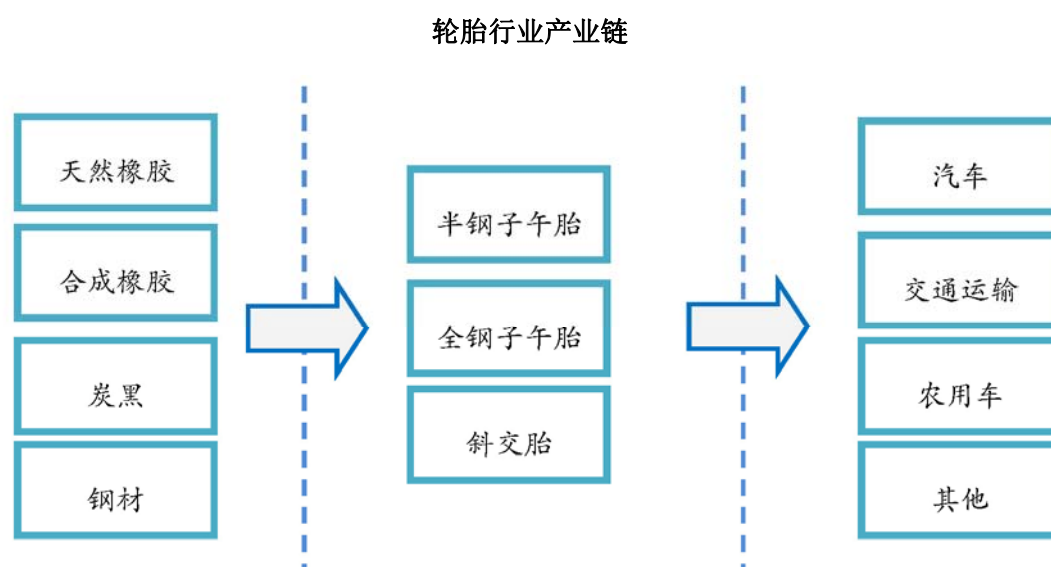 轮胎行业产业链
天然橡胶
合成橡胶
炭黑
钢材
半钢子午胎
全钢子午胎
斜交胎
汽车
交通运输
农用车
其他